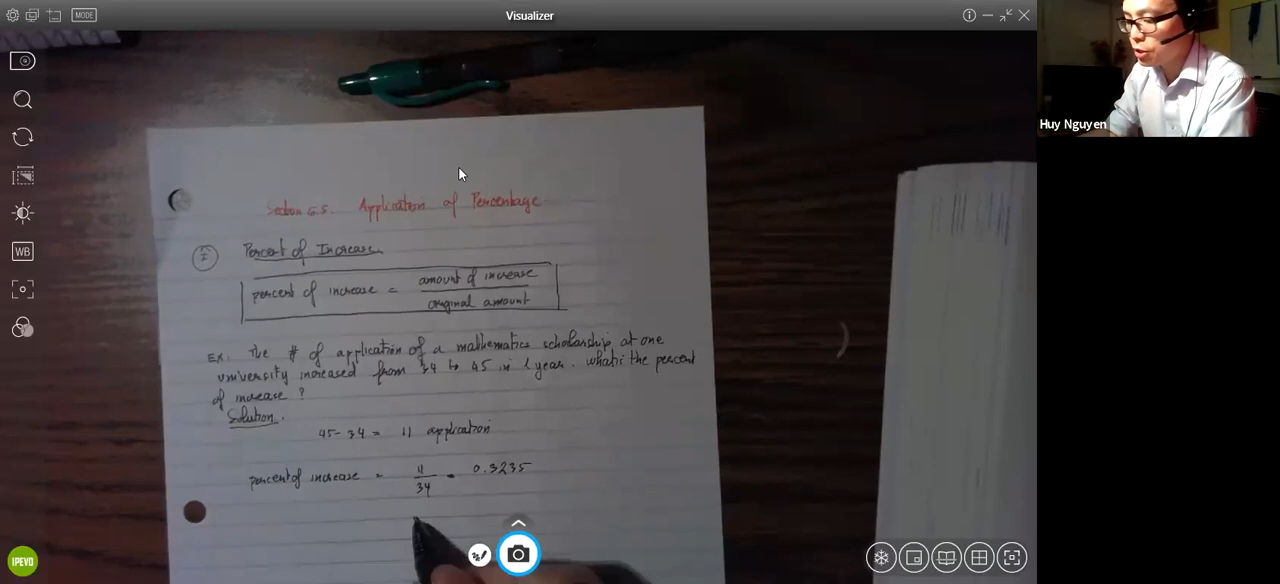 MODE
Visualizer
Huy Nguyen
WB
Section 6.5. Application of Percentage
I Percent of Increase
percent of increase = amount of increase
original amount
Ex. The # of application of a mathematics scholarship at one
university increased from 34 to 45 in 1 year. what is the percent
of increase ?
Solution.
45 - 34 = 11 application
percent of increase = 11 = 0.3235
34
IPEVO